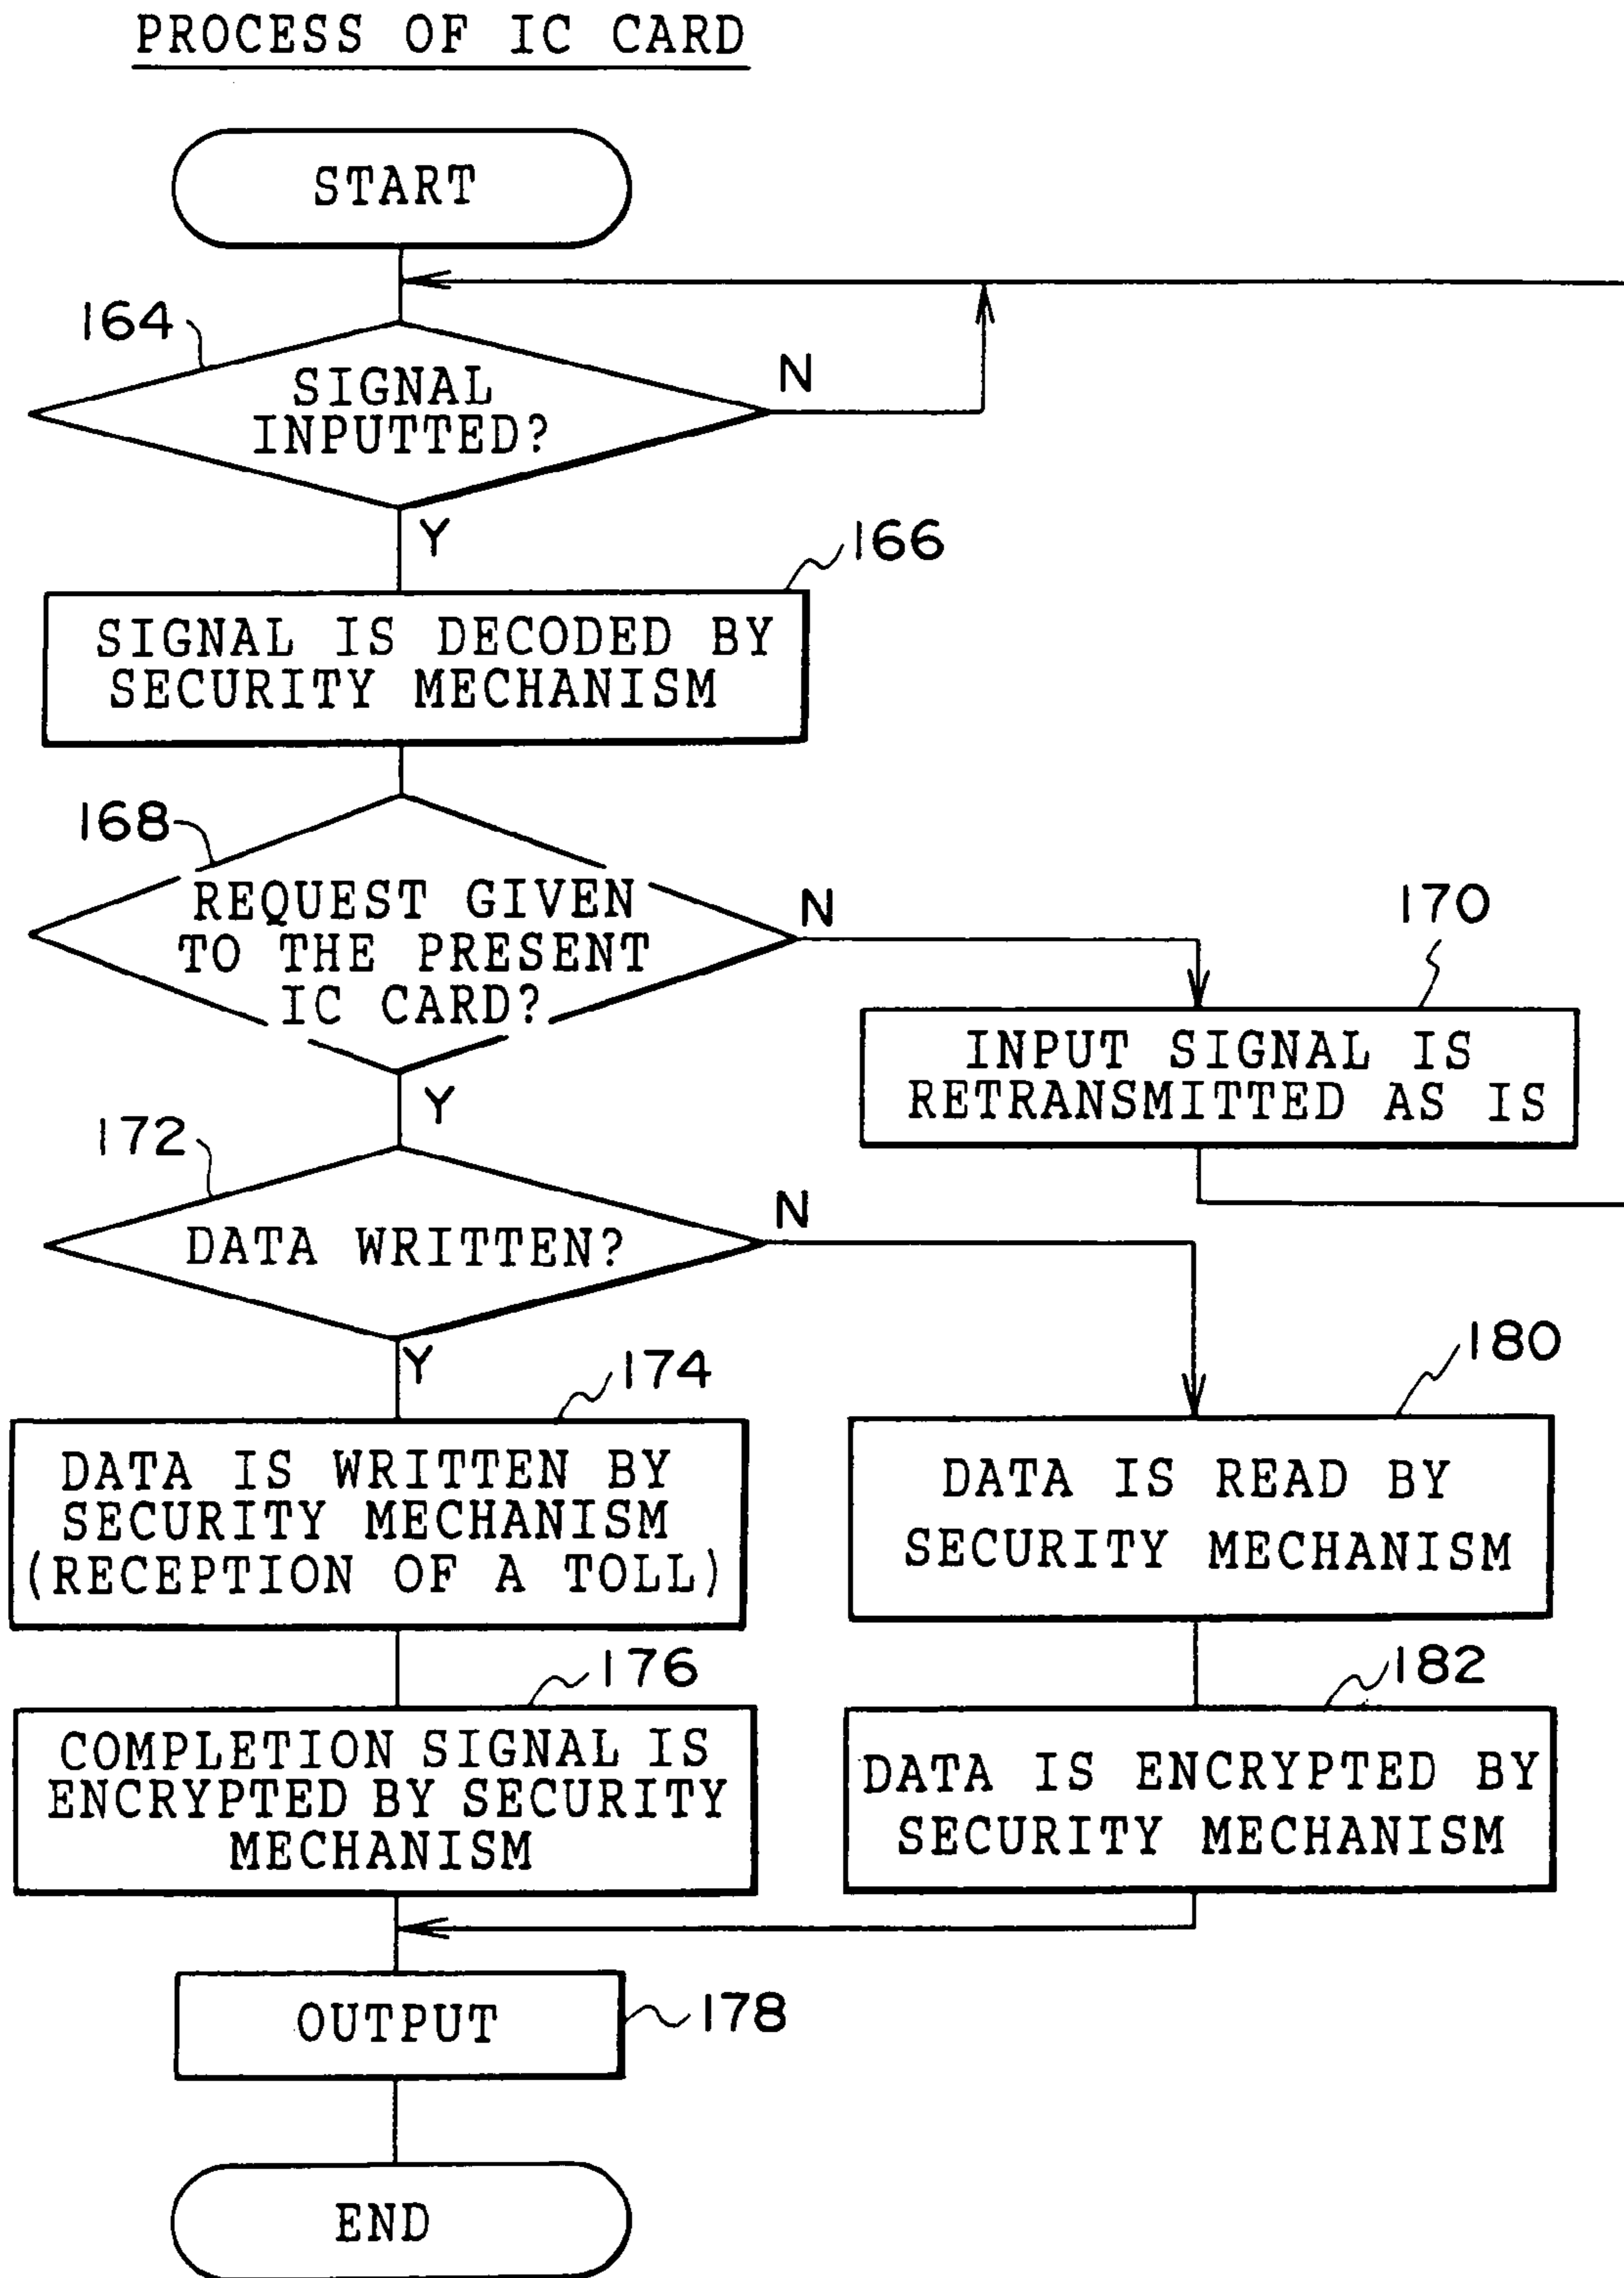 PROCESS OF IC CARD
START
164
SIGNAL
INPUTTED?
N
Y
166
SIGNAL IS DECODED BY
SECURITY MECHANISM
168
REQUEST GIVEN
TO THE PRESENT
IC CARD?
N
Y
170
INPUT SIGNAL IS
RETRANSMITTED AS IS
172
DATA WRITTEN?
N
Y
174
DATA IS WRITTEN BY
SECURITY MECHANISM
(RECEPTION OF A TOLL)
180
DATA IS READ BY
SECURITY MECHANISM
176
COMPLETION SIGNAL IS
ENCRYPTED BY SECURITY
MECHANISM
182
DATA IS ENCRYPTED BY
SECURITY MECHANISM
OUTPUT
178
END